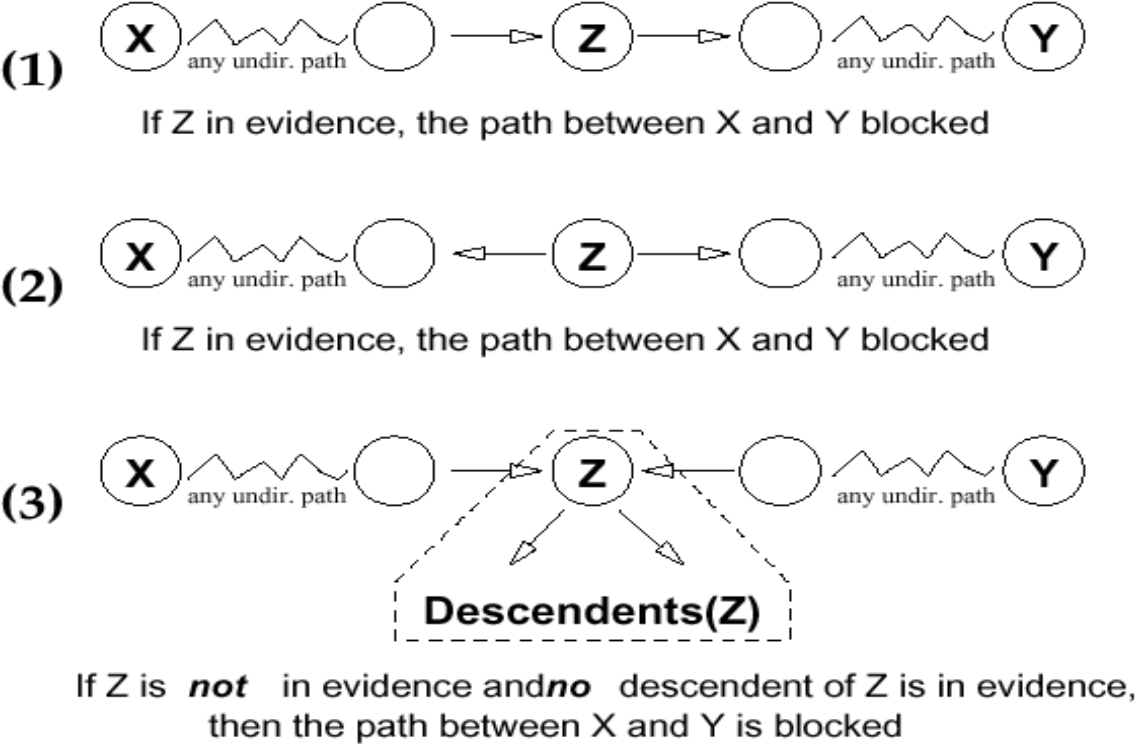 X Z Y
(1) any undir. path any undir. path
If Z in evidence, the path between X and Y blocked
X Z Y
(2) any undir. path any undir. path
If Z in evidence, the path between X and Y blocked
X Z Y
(3) any undir. path any undir. path
Descendents(Z)
If Z is not in evidence andno descendent of Z is in evidence,
then the path between X and Y is blocked